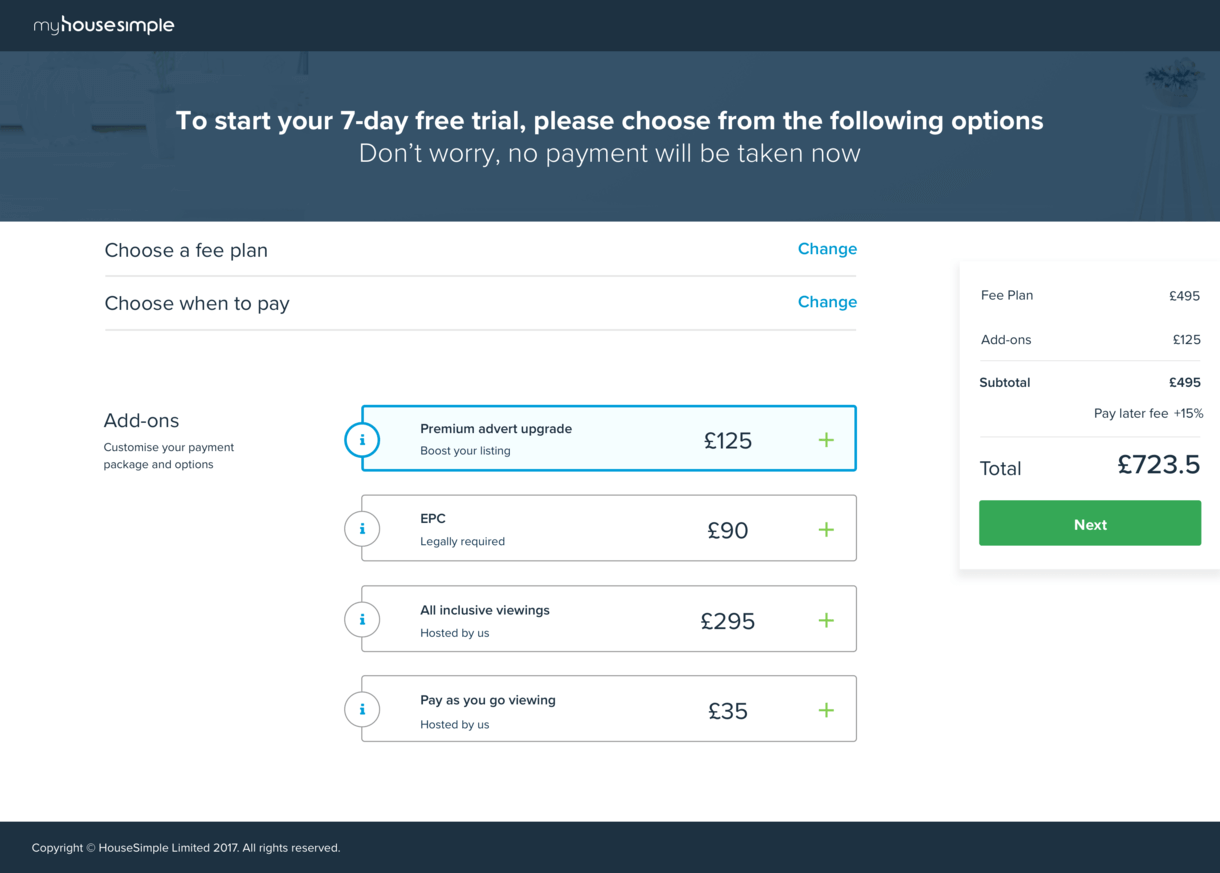 myhousesimple
To start your 7-day free trial, please choose from the following options
Don’t worry, no payment will be taken now
Choose a fee plan
Change
Choose when to pay
Change
Add-ons
Customise your payment
package and options
i
Premium advert upgrade
Boost your listing
£125
+
i
EPC
Legally required
£90
+
i
All inclusive viewings
Hosted by us
£295
+
i
Pay as you go viewing
Hosted by us
£35
+
Fee Plan £495
Add-ons £125
Subtotal £495
Pay later fee +15%
Total £723.5
Next
Copyright © HouseSimple Limited 2017. All rights reserved.